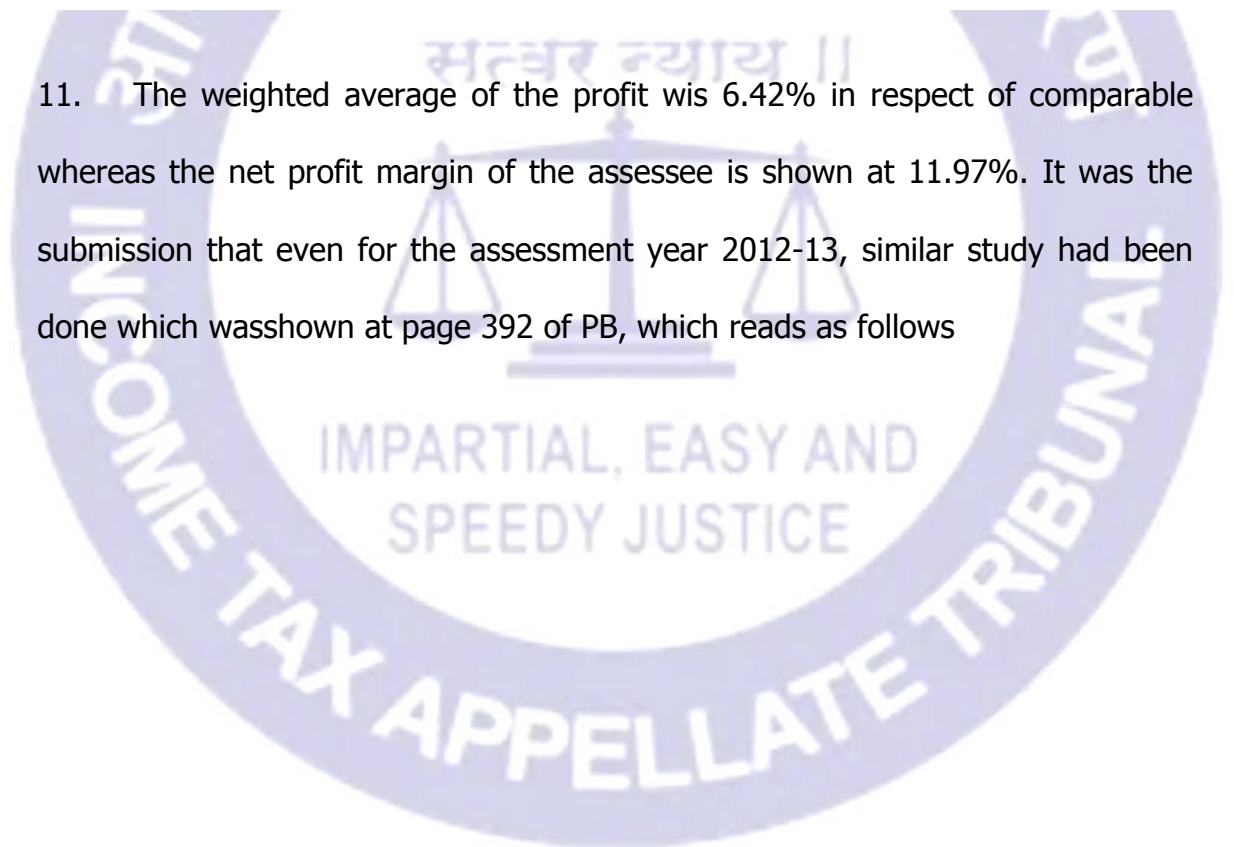 सत्वर न्याय ||
11. The weighted average of the profit wis 6.42% in respect of comparable
whereas the net profit margin of the assessee is shown at 11.97%. It was the
submission that even for the assessment year 2012-13, similar study had been
done which wasshown at page 392 of PB, which reads as follows
IMPARTIAL, EASY AND
SPEEDY JUSTICE
INCOME TAX APPELLATE TRIBUNAL